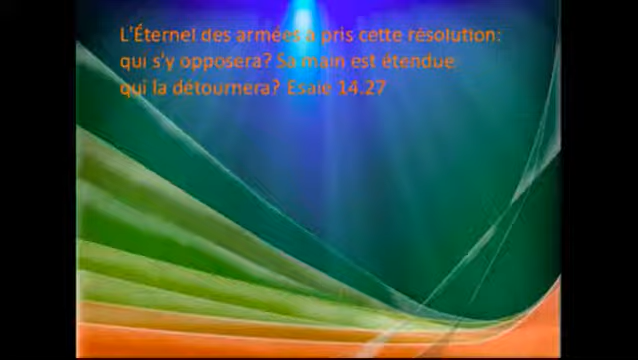 L'Éternel des armées a pris cette résolution:
qui s'y opposera? Sa main est étendue:
qui la détournera? Esaïe 14.27